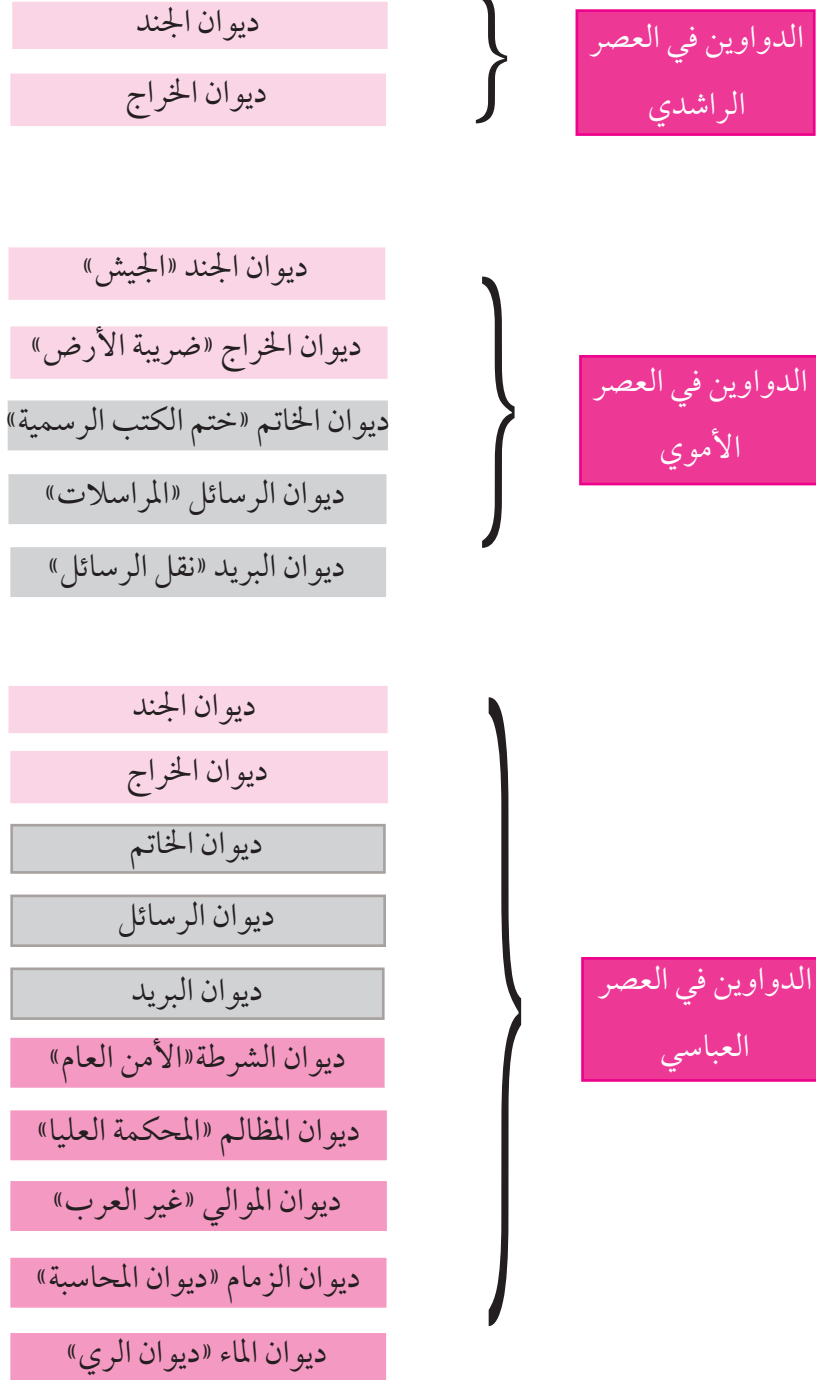 الدواوين في العصر
الراشدي
ديوان الجند
ديوان الخراج
الدواوين في العصر
الأموي
ديوان الجند «الجيش»
ديوان الخراج «ضريبة الأرض»
ديوان الخاتم «ختم الكتب الرسمية»
ديوان الرسائل «المراسلات»
ديوان البريد «نقل الرسائل»
الدواوين في العصر
العباسي
ديوان الجند
ديوان الخراج
ديوان الخاتم
ديوان الرسائل
ديوان البريد
ديوان الشرطة«الأمن العام»
ديوان المظالم «المحكمة العليا»
ديوان الموالي «غير العرب»
ديوان الزمام «ديوان المحاسبة»
ديوان الماء «ديوان الري»